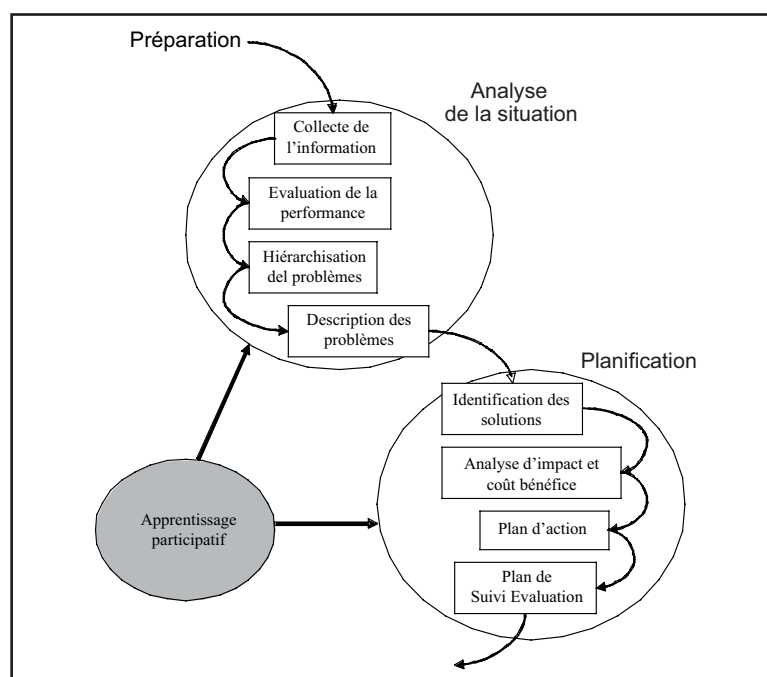 Préparation
Analyse
de la situation
Collecte de
l'information
Evaluation de la
performance
Hiérarchisation
del problèmes
Description des
problèmes
Planification
Identification des
solutions
Analyse d'impact et
coût bénéfice
Apprentissage
participatif
Plan d'action
Plan de
Suivi Evaluation